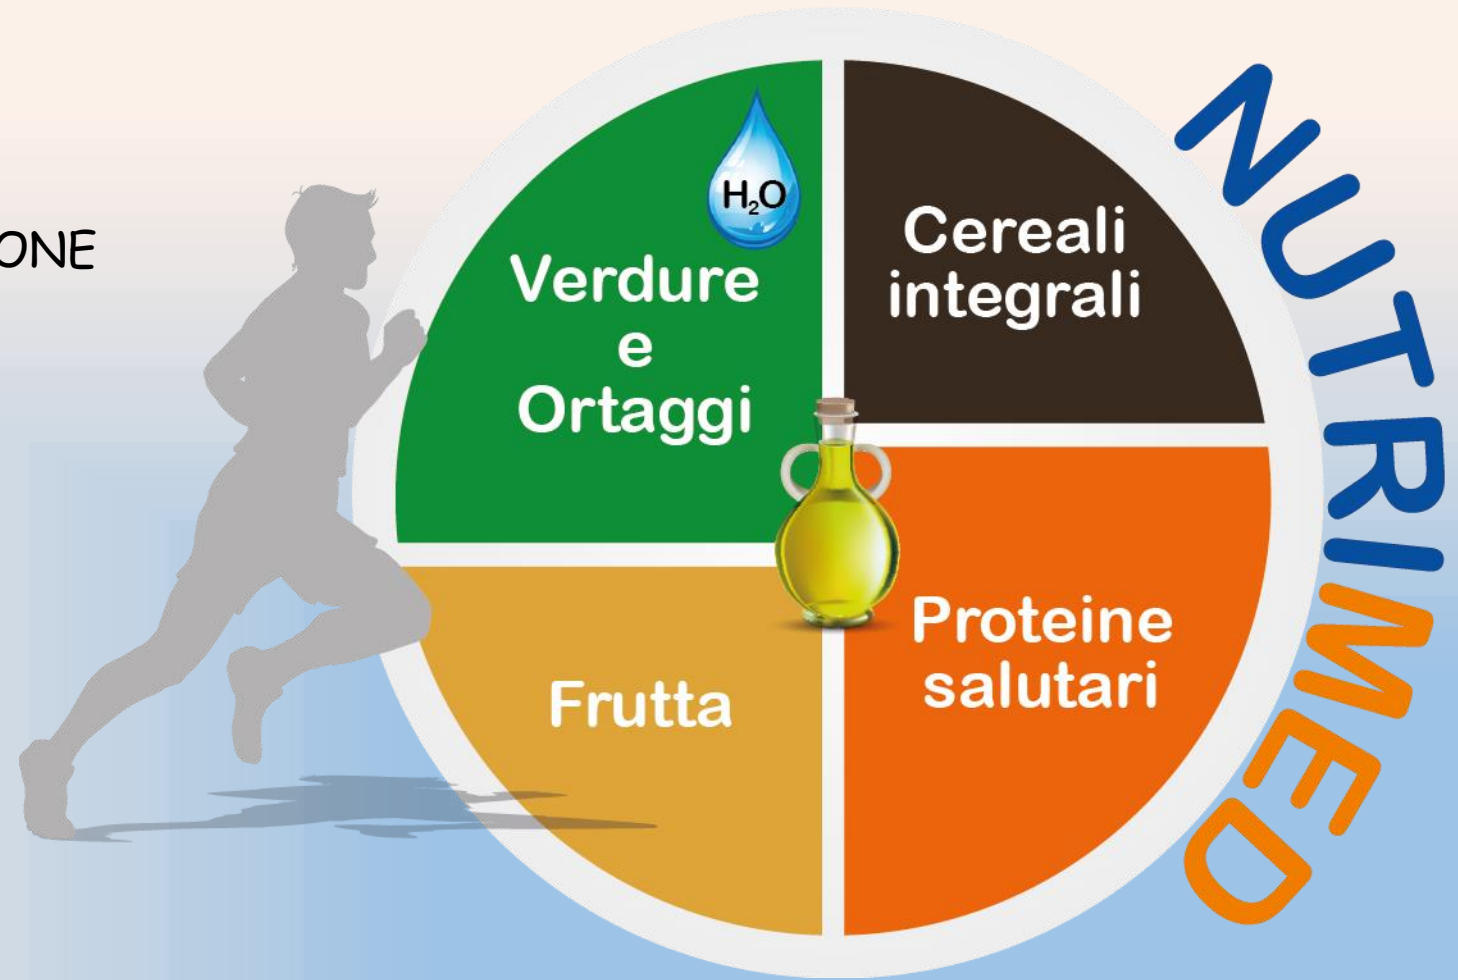 ONE
H₂O
Verdure
e
Ortaggi
Cereali
integrali
Frutta
Proteine
salutari
NUTRIMED